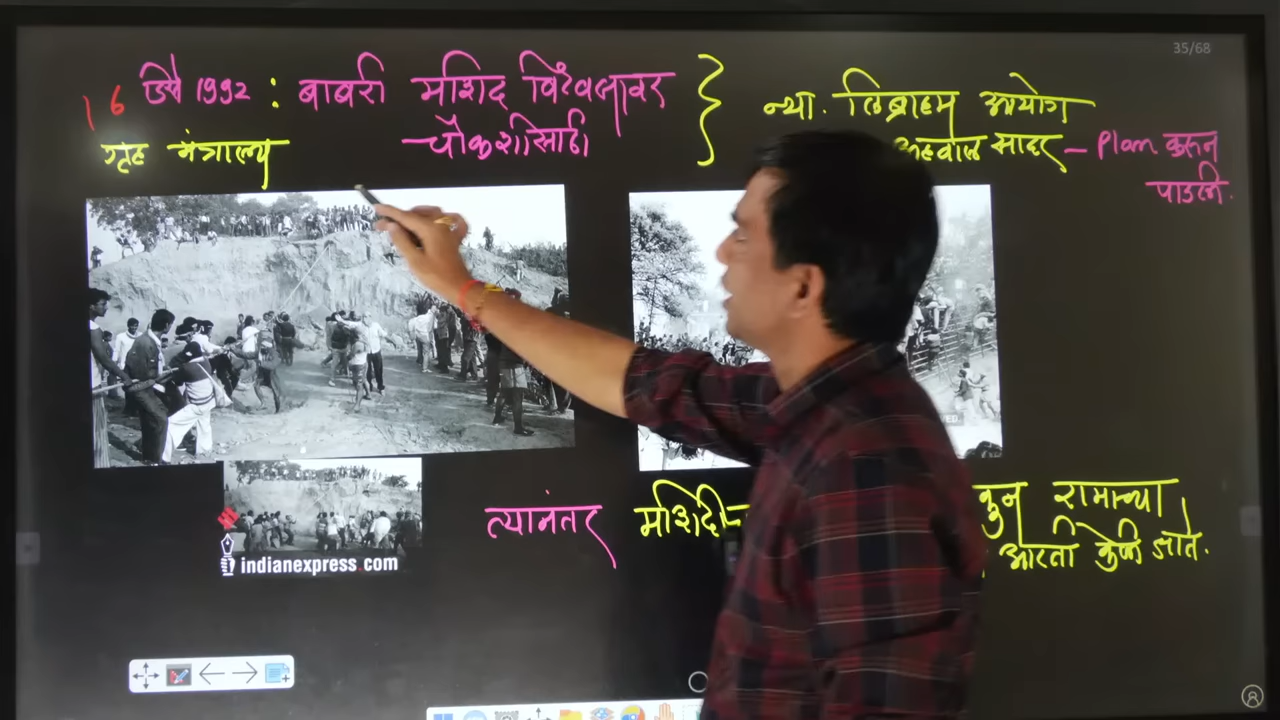 35/68
16 डिसें 1992 : बाबरी मशिद विध्वंसावर
चौकशीसाठी
गृह मंत्रालय
न्या. लिब्राहम आयोग
अहवाल सादर – Plan करून
पाडली.
indianexpress.com
त्यानंतर मशिदी
रामाच्या
आरती केली जाते.